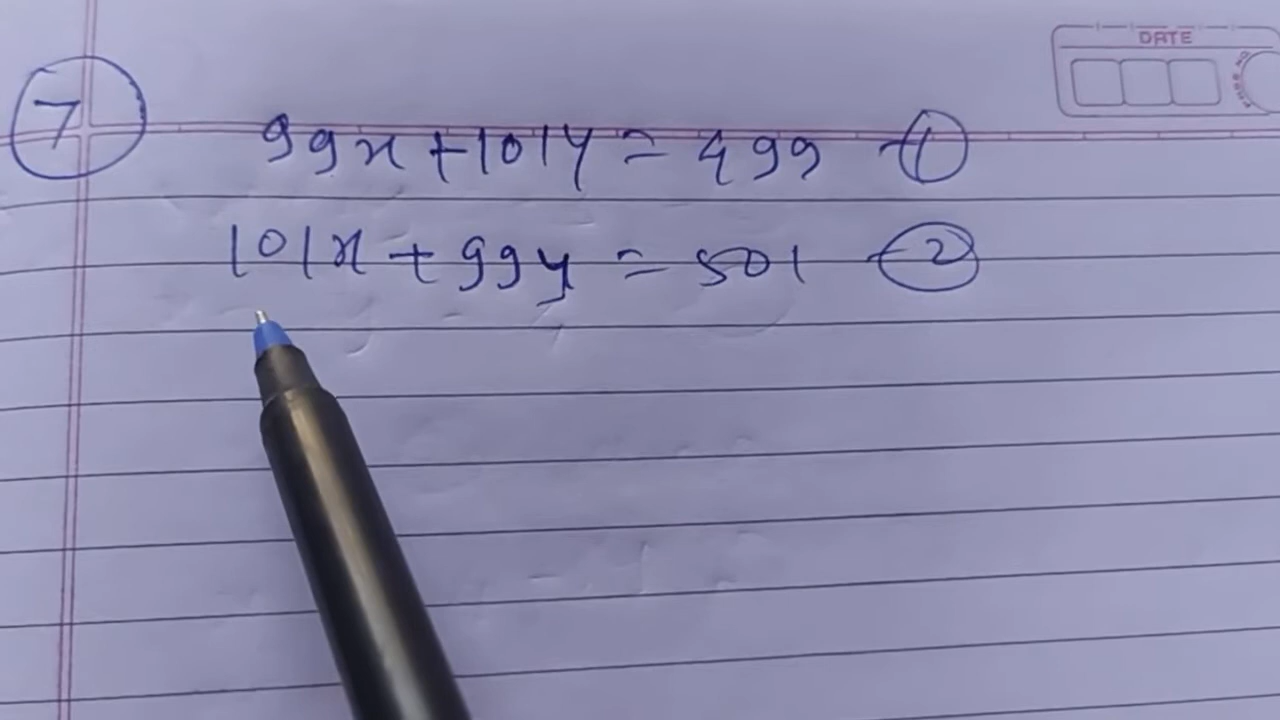 DATE
7 99x + 101y = 499 - 1
101x + 99y = 501 - 2